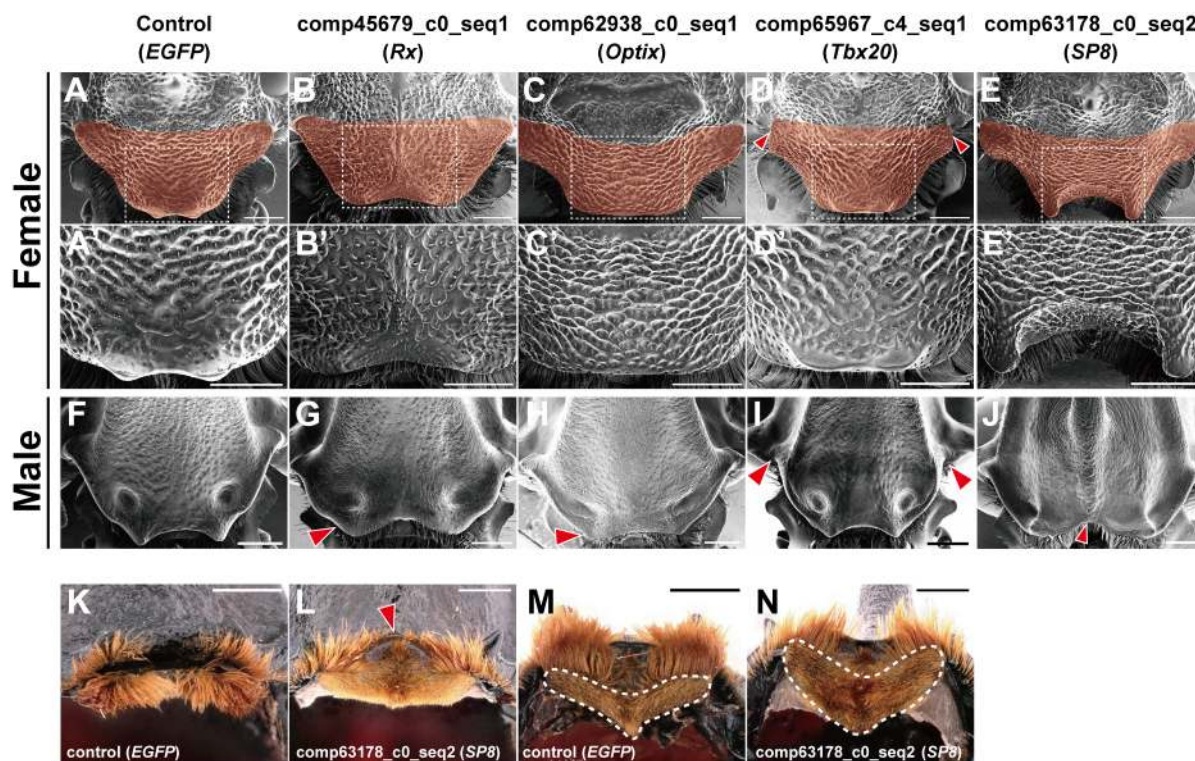 Control
(EGFP)
comp45679_c0_seq1
(Rx)
comp62938_c0_seq1
(Optix)
comp65967_c4_seq1
(Tbx20)
comp63178_c0_seq2
(SP8)
Female
A B C D E
A' B' C' D' E'
Male
F G H I J
K L M N
control (EGFP)
comp63178_c0_seq2 (SP8)
control (EGFP)
comp63178_c0_seq2 (SP8)